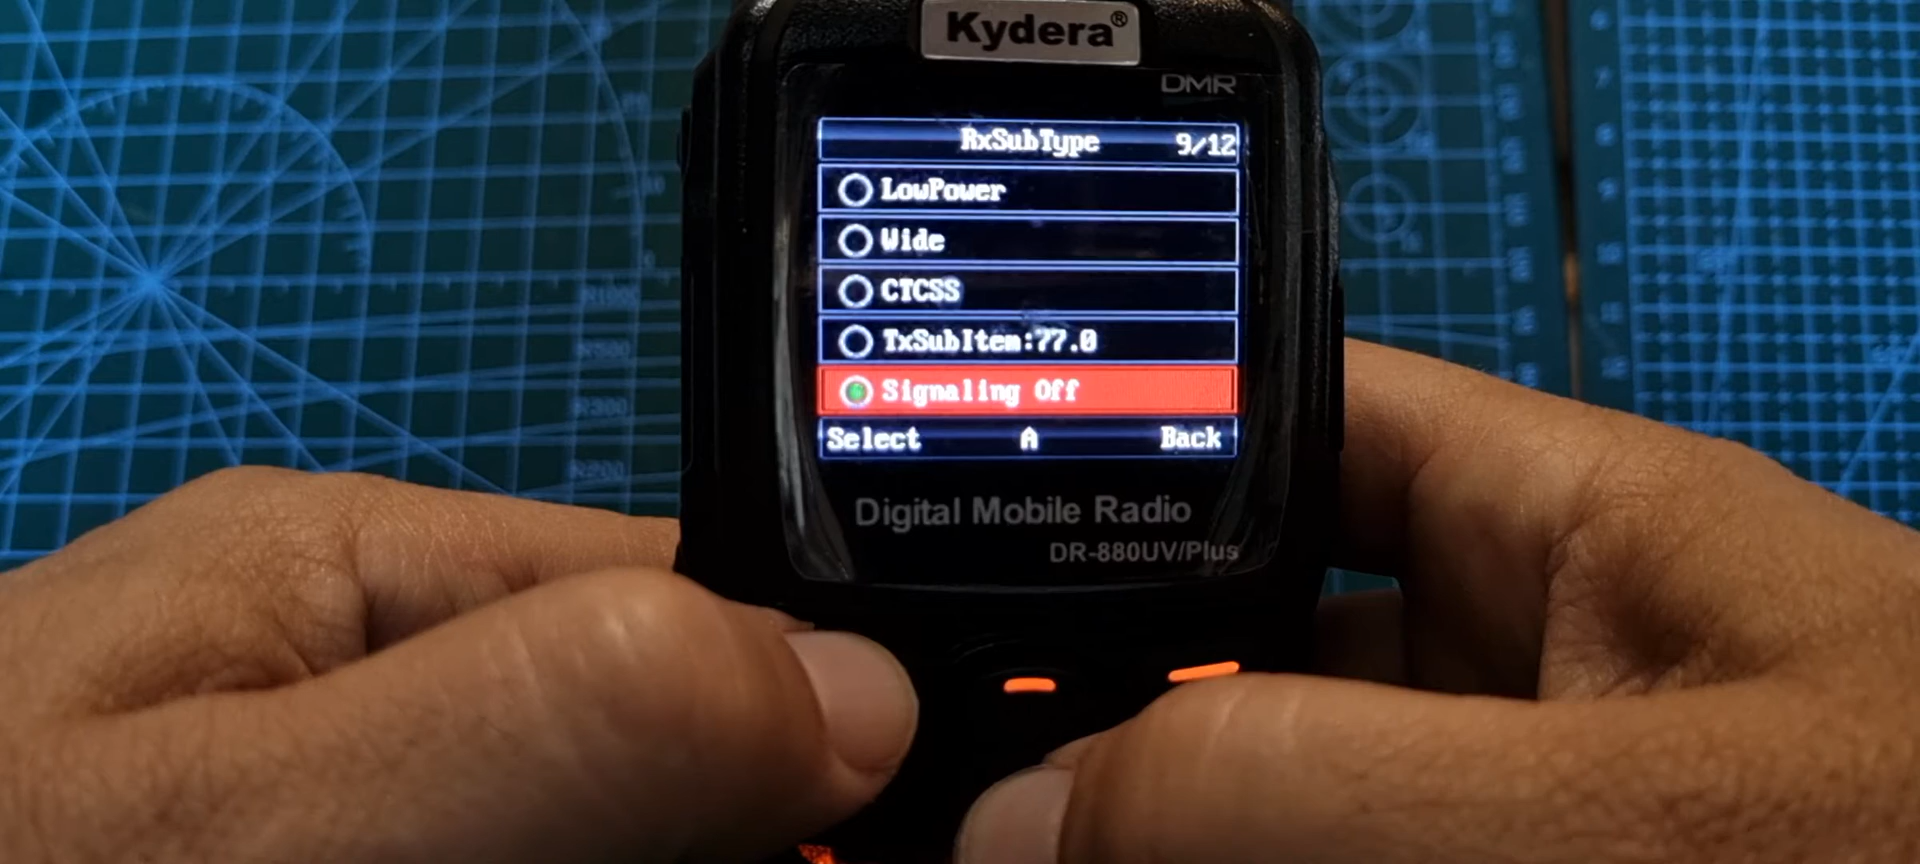 Kydera®
DMR
RxSubType 9/12
LowPower
Wide
CTCSS
TxSubItem:77.0
Signaling Off
Select A Back
Digital Mobile Radio
DR-880UV/Plus